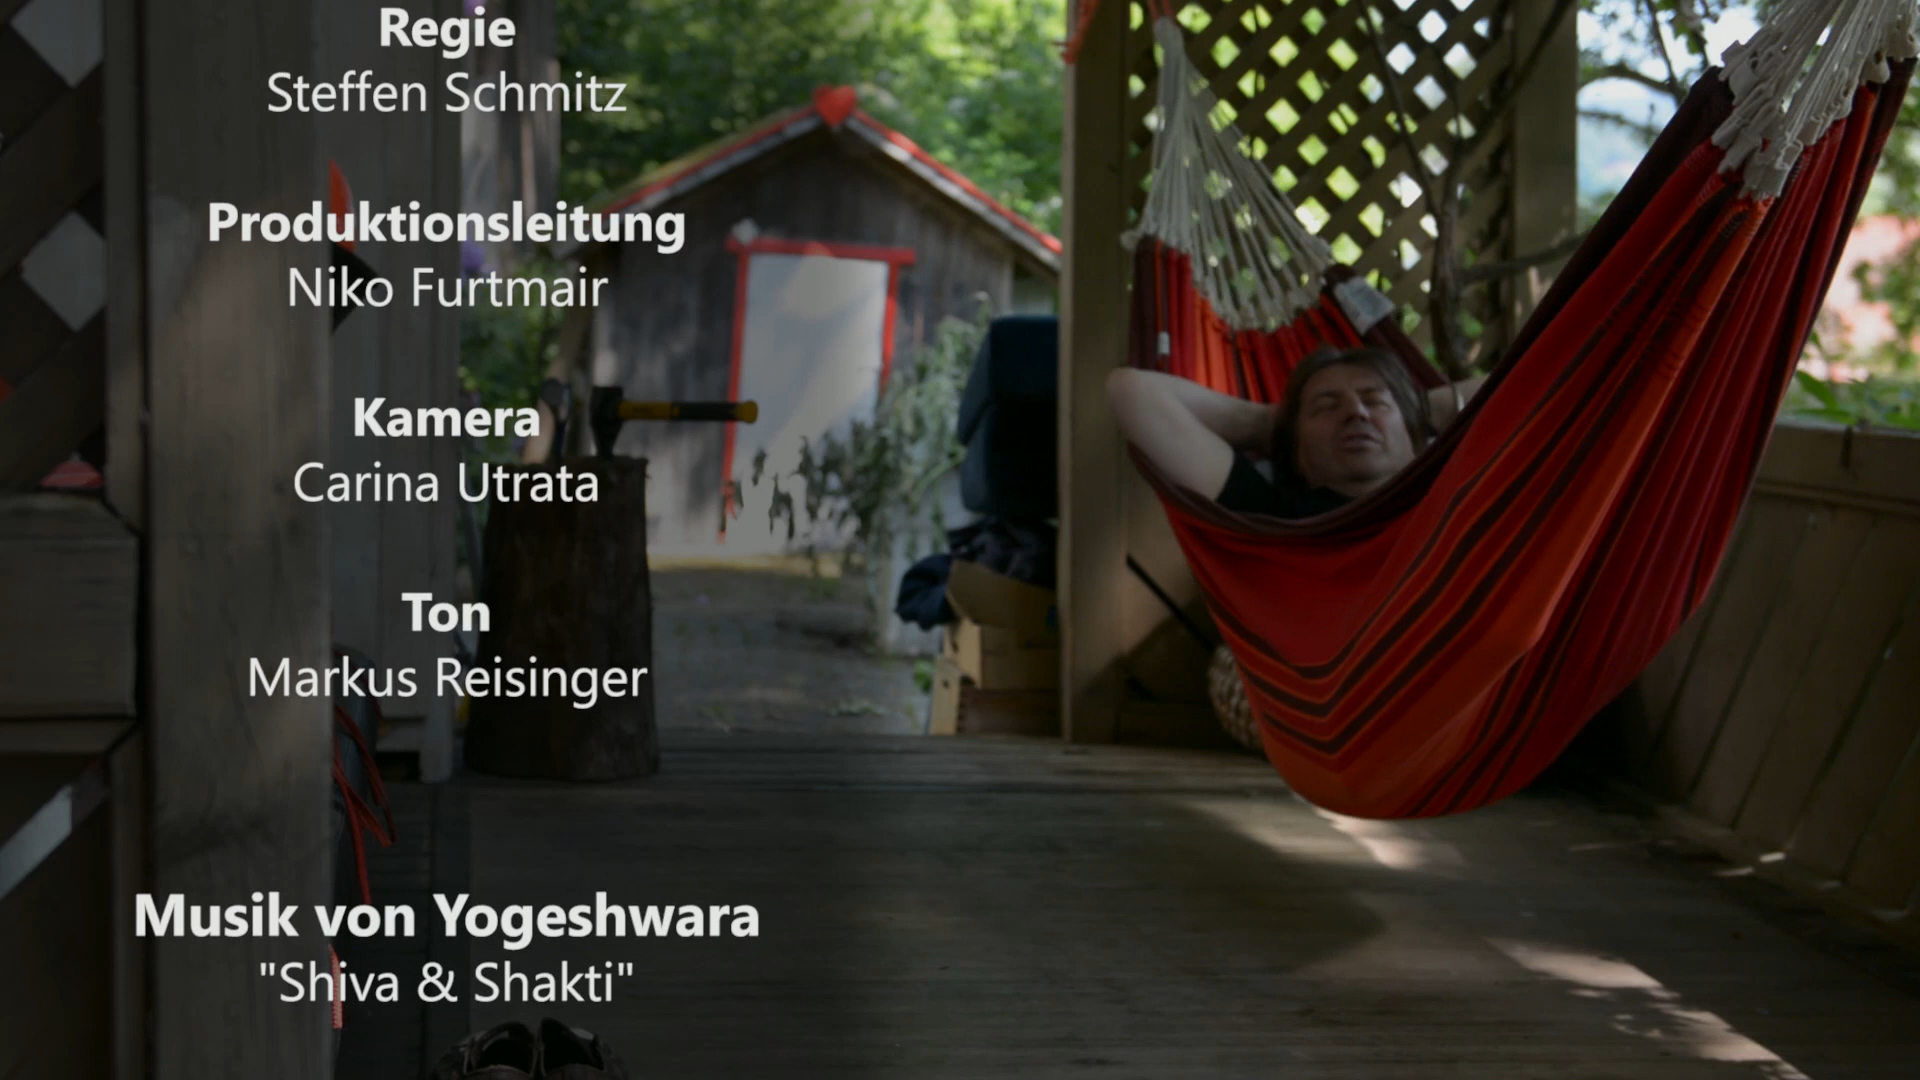 Regie
Steffen Schmitz
Produktionsleitung
Niko Furtmair
Kamera
Carina Utrata
Ton
Markus Reisinger
Musik von Yogeshwara
"Shiva & Shakti"